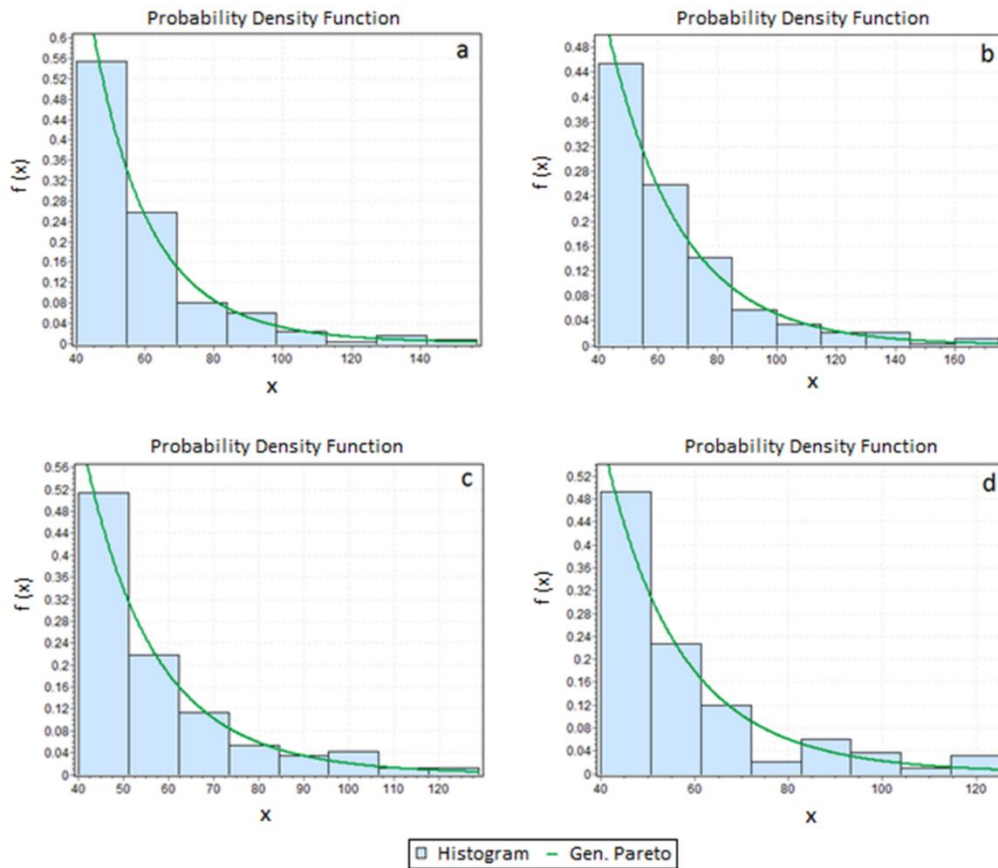 Probability Density Function
a
0.6
0.56
0.52
0.48
0.44
0.4
0.36
0.32
0.28
0.24
0.2
0.16
0.12
0.08
0.04
0
f (x)
40 60 80 100 120 140
x
Probability Density Function
b
0.48
0.44
0.4
0.36
0.32
0.28
0.24
0.2
0.16
0.12
0.08
0.04
0
f (x)
40 60 80 100 120 140 160
x
Probability Density Function
c
0.56
0.52
0.48
0.44
0.4
0.36
0.32
0.28
0.24
0.2
0.16
0.12
0.08
0.04
0
f (x)
40 50 60 70 80 90 100 110 120
x
Probability Density Function
d
0.52
0.48
0.44
0.4
0.36
0.32
0.28
0.24
0.2
0.16
0.12
0.08
0.04
0
f (x)
40 60 80 100 120
x
Histogram Gen. Pareto